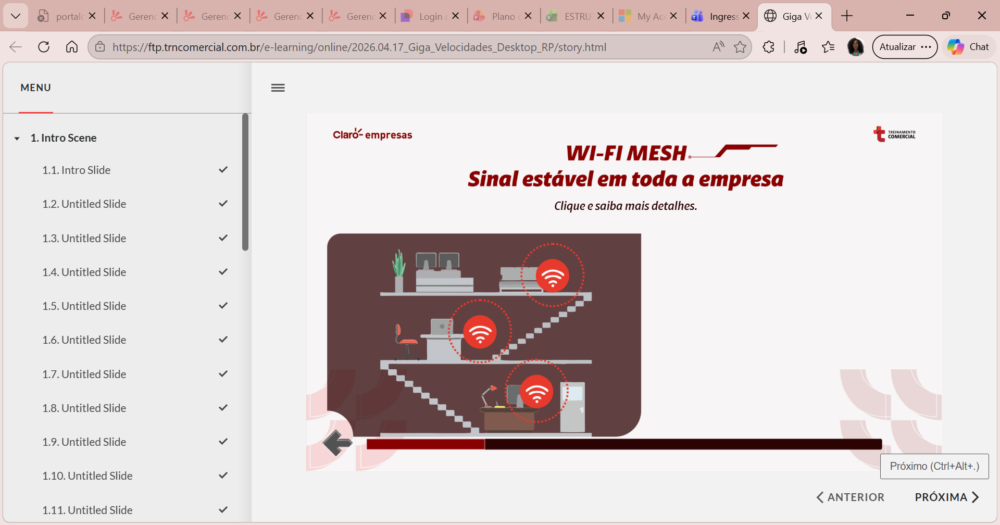 portalc
Gerenc
Gerenc
Gerenc
Gerenc
Login
Plano
ESTRU
My Acc
Ingress
Giga Ve
https://ftp.trncomercial.com.br/e-learning/online/2026.04.17_Giga_Velocidades_Desktop_RP/story.html
Atualizar
Chat
MENU
1. Intro Scene
1.1. Intro Slide
1.2. Untitled Slide
1.3. Untitled Slide
1.4. Untitled Slide
1.5. Untitled Slide
1.6. Untitled Slide
1.7. Untitled Slide
1.8. Untitled Slide
1.9. Untitled Slide
1.10. Untitled Slide
1.11. Untitled Slide
Claro empresas
TREINAMENTO
COMERCIAL
WI-FI MESH
Sinal estável em toda a empresa
Clique e saiba mais detalhes.
Próximo (Ctrl+Alt+.)
ANTERIOR
PRÓXIMA